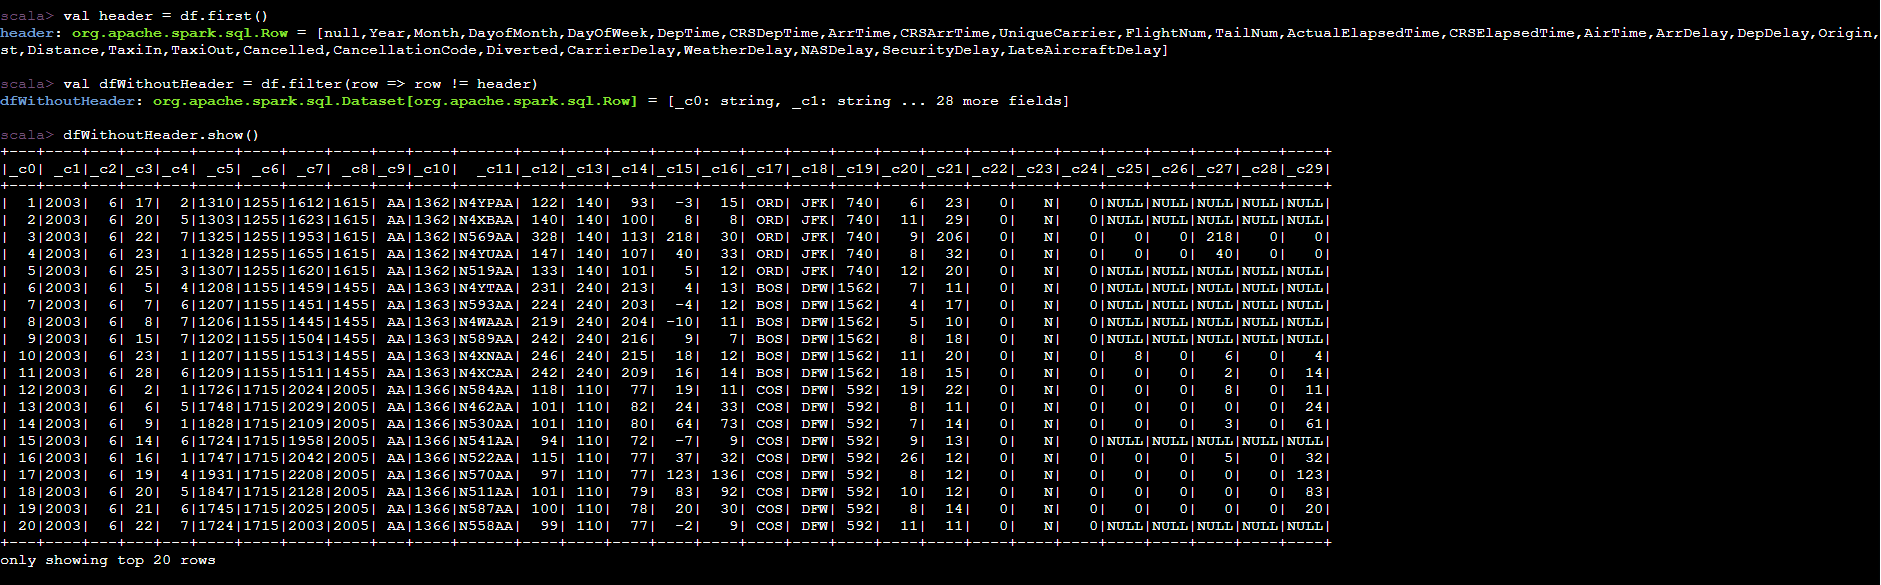 scala> val header = df.first()
header: org.apache.spark.sql.Row = [null,Year,Month,DayofMonth,DayOfWeek,DepTime,CRSDepTime,ArrTime,CRSArrTime,UniqueCarrier,FlightNum,TailNum,ActualElapsedTime,CRSElapsedTime,AirTime,ArrDelay,DepDelay,Origin,
st,Distance,TaxiIn,TaxiOut,Cancelled,CancellationCode,Diverted,CarrierDelay,WeatherDelay,NASDelay,SecurityDelay,LateAircraftDelay]
scala> val dfWithoutHeader = df.filter(row => row != header)
dfWithoutHeader: org.apache.spark.sql.Dataset[org.apache.spark.sql.Row] = [_c0: string, _c1: string ... 28 more fields]
scala> dfWithoutHeader.show()
+---+----+---+---+---+----+----+----+----+---+----+------+----+----+----+----+----+----+----+----+----+----+----+----+----+----+----+----+----+----+
|_c0| _c1|_c2|_c3|_c4| _c5| _c6| _c7| _c8|_c9|_c10|  _c11|_c12|_c13|_c14|_c15|_c16|_c17|_c18|_c19|_c20|_c21|_c22|_c23|_c24|_c25|_c26|_c27|_c28|_c29|
+---+----+---+---+---+----+----+----+----+---+----+------+----+----+----+----+----+----+----+----+----+----+----+----+----+----+----+----+----+----+
|  1|2003|  6| 17|  2|1310|1255|1612|1615| AA|1362|N4YPAA| 122| 140|  93|  -3|  15| ORD| JFK| 740|   6|  23|   0|   N|   0|NULL|NULL|NULL|NULL|NULL|
|  2|2003|  6| 20|  5|1303|1255|1623|1615| AA|1362|N4XBAA| 140| 140| 100|   8|   8| ORD| JFK| 740|  11|  29|   0|   N|   0|NULL|NULL|NULL|NULL|NULL|
|  3|2003|  6| 22|  7|1325|1255|1953|1615| AA|1362|N569AA| 328| 140| 113| 218|  30| ORD| JFK| 740|   9| 206|   0|   N|   0|   0|   0| 218|   0|   0|
|  4|2003|  6| 23|  1|1328|1255|1655|1615| AA|1362|N4YUAA| 147| 140| 107|  40|  33| ORD| JFK| 740|   8|  32|   0|   N|   0|   0|   0|  40|   0|   0|
|  5|2003|  6| 25|  3|1307|1255|1620|1615| AA|1362|N519AA| 133| 140| 101|   5|  12| ORD| JFK| 740|  12|  20|   0|   N|   0|NULL|NULL|NULL|NULL|NULL|
|  6|2003|  6|  5|  4|1208|1155|1459|1455| AA|1363|N4YTAA| 231| 240| 213|   4|  13| BOS| DFW|1562|   7|  11|   0|   N|   0|NULL|NULL|NULL|NULL|NULL|
|  7|2003|  6|  7|  6|1207|1155|1451|1455| AA|1363|N593AA| 224| 240| 203|  -4|  12| BOS| DFW|1562|   4|  17|   0|   N|   0|NULL|NULL|NULL|NULL|NULL|
|  8|2003|  6|  8|  7|1206|1155|1445|1455| AA|1363|N4WAAA| 219| 240| 204| -10|  11| BOS| DFW|1562|   5|  10|   0|   N|   0|NULL|NULL|NULL|NULL|NULL|
|  9|2003|  6| 15|  7|1202|1155|1504|1455| AA|1363|N589AA| 242| 240| 216|   9|   7| BOS| DFW|1562|   8|  18|   0|   N|   0|NULL|NULL|NULL|NULL|NULL|
| 10|2003|  6| 23|  1|1207|1155|1513|1455| AA|1363|N4XNAA| 246| 240| 215|  18|  12| BOS| DFW|1562|  11|  20|   0|   N|   0|   8|   0|   6|   0|   4|
| 11|2003|  6| 28|  6|1209|1155|1511|1455| AA|1363|N4XCAA| 242| 240| 209|  16|  14| BOS| DFW|1562|  18|  15|   0|   N|   0|   0|   0|   2|   0|  14|
| 12|2003|  6|  2|  1|1726|1715|2024|2005| AA|1366|N584AA| 118| 110|  77|  19|  11| COS| DFW| 592|  19|  22|   0|   N|   0|   0|   0|   8|   0|  11|
| 13|2003|  6|  6|  5|1748|1715|2029|2005| AA|1366|N462AA| 101| 110|  82|  24|  33| COS| DFW| 592|   8|  11|   0|   N|   0|   0|   0|   0|   0|  24|
| 14|2003|  6|  9|  1|1828|1715|2109|2005| AA|1366|N530AA| 101| 110|  80|  64|  73| COS| DFW| 592|   7|  14|   0|   N|   0|   0|   0|   3|   0|  61|
| 15|2003|  6| 14|  6|1724|1715|1958|2005| AA|1366|N541AA|  94| 110|  72|  -7|   9| COS| DFW| 592|   9|  13|   0|   N|   0|NULL|NULL|NULL|NULL|NULL|
| 16|2003|  6| 16|  1|1747|1715|2042|2005| AA|1366|N522AA| 115| 110|  77|  37|  32| COS| DFW| 592|  26|  12|   0|   N|   0|   0|   0|   5|   0|  32|
| 17|2003|  6| 19|  4|1931|1715|2208|2005| AA|1366|N570AA|  97| 110|  77| 123| 136| COS| DFW| 592|   8|  12|   0|   N|   0|   0|   0|   0|   0| 123|
| 18|2003|  6| 20|  5|1847|1715|2128|2005| AA|1366|N511AA| 101| 110|  79|  83|  92| COS| DFW| 592|  10|  12|   0|   N|   0|   0|   0|   0|   0|  83|
| 19|2003|  6| 21|  6|1745|1715|2025|2005| AA|1366|N587AA| 100| 110|  78|  20|  30| COS| DFW| 592|   8|  14|   0|   N|   0|   0|   0|   0|   0|  20|
| 20|2003|  6| 22|  7|1724|1715|2003|2005| AA|1366|N558AA|  99| 110|  77|  -2|   9| COS| DFW| 592|  11|  11|   0|   N|   0|NULL|NULL|NULL|NULL|NULL|
+---+----+---+---+---+----+----+----+----+---+----+------+----+----+----+----+----+----+----+----+----+----+----+----+----+----+----+----+----+----+
only showing top 20 rows